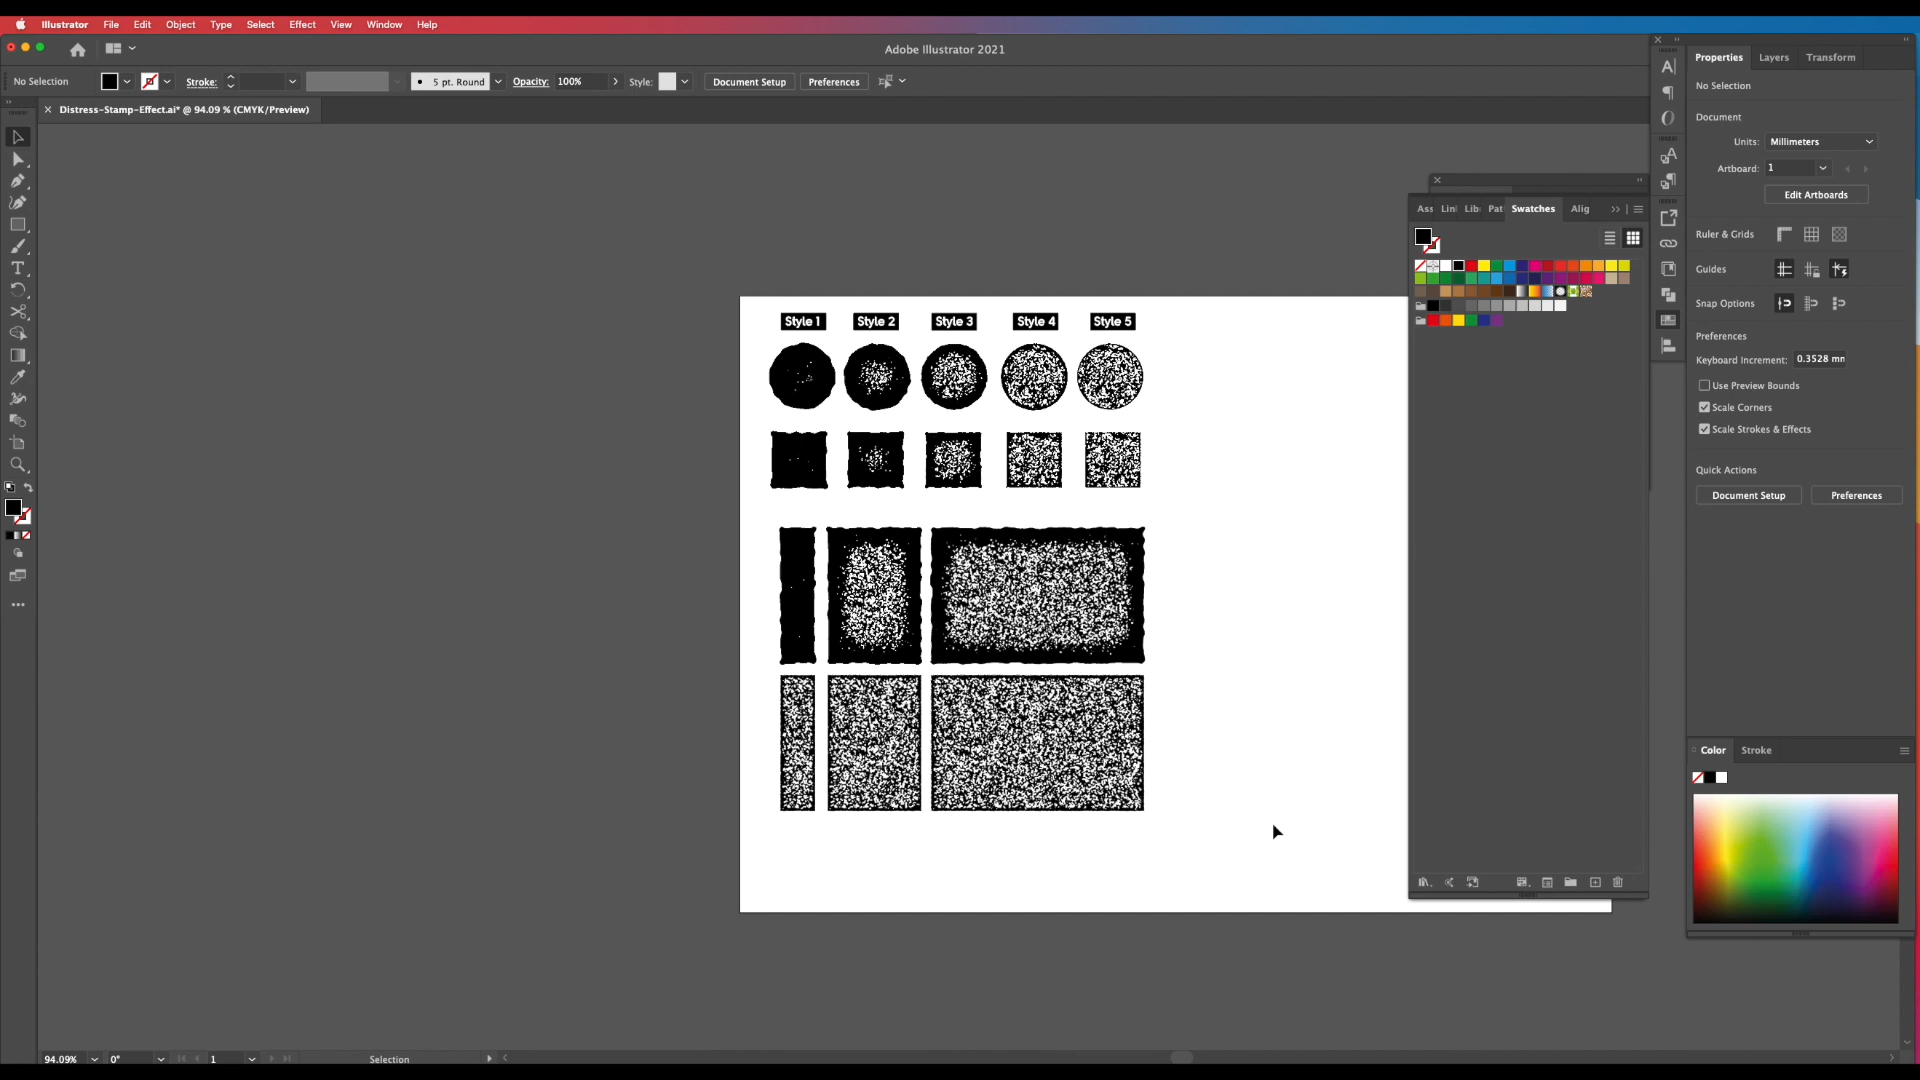 Illustrator File Edit Object Type Select Effect View Window Help
Adobe Illustrator 2021
No Selection Stroke: 5 pt. Round Opacity: 100% Style: Document Setup Preferences
Distress-Stamp-Effect.ai* @ 94.09 % (CMYK/Preview)
Properties Layers Transform
No Selection
Document
Units: Millimeters
Artboard: 1
Edit Artboards
Ruler & Grids
Guides
Snap Options
Preferences
Keyboard Increment: 0.3528 mm
Use Preview Bounds
Scale Corners
Scale Strokes & Effects
Quick Actions
Document Setup Preferences
Ass Lin Lib Pat Swatches Alig
Style 1 Style 2 Style 3 Style 4 Style 5
Color Stroke
94.09% 0° 1 Selection